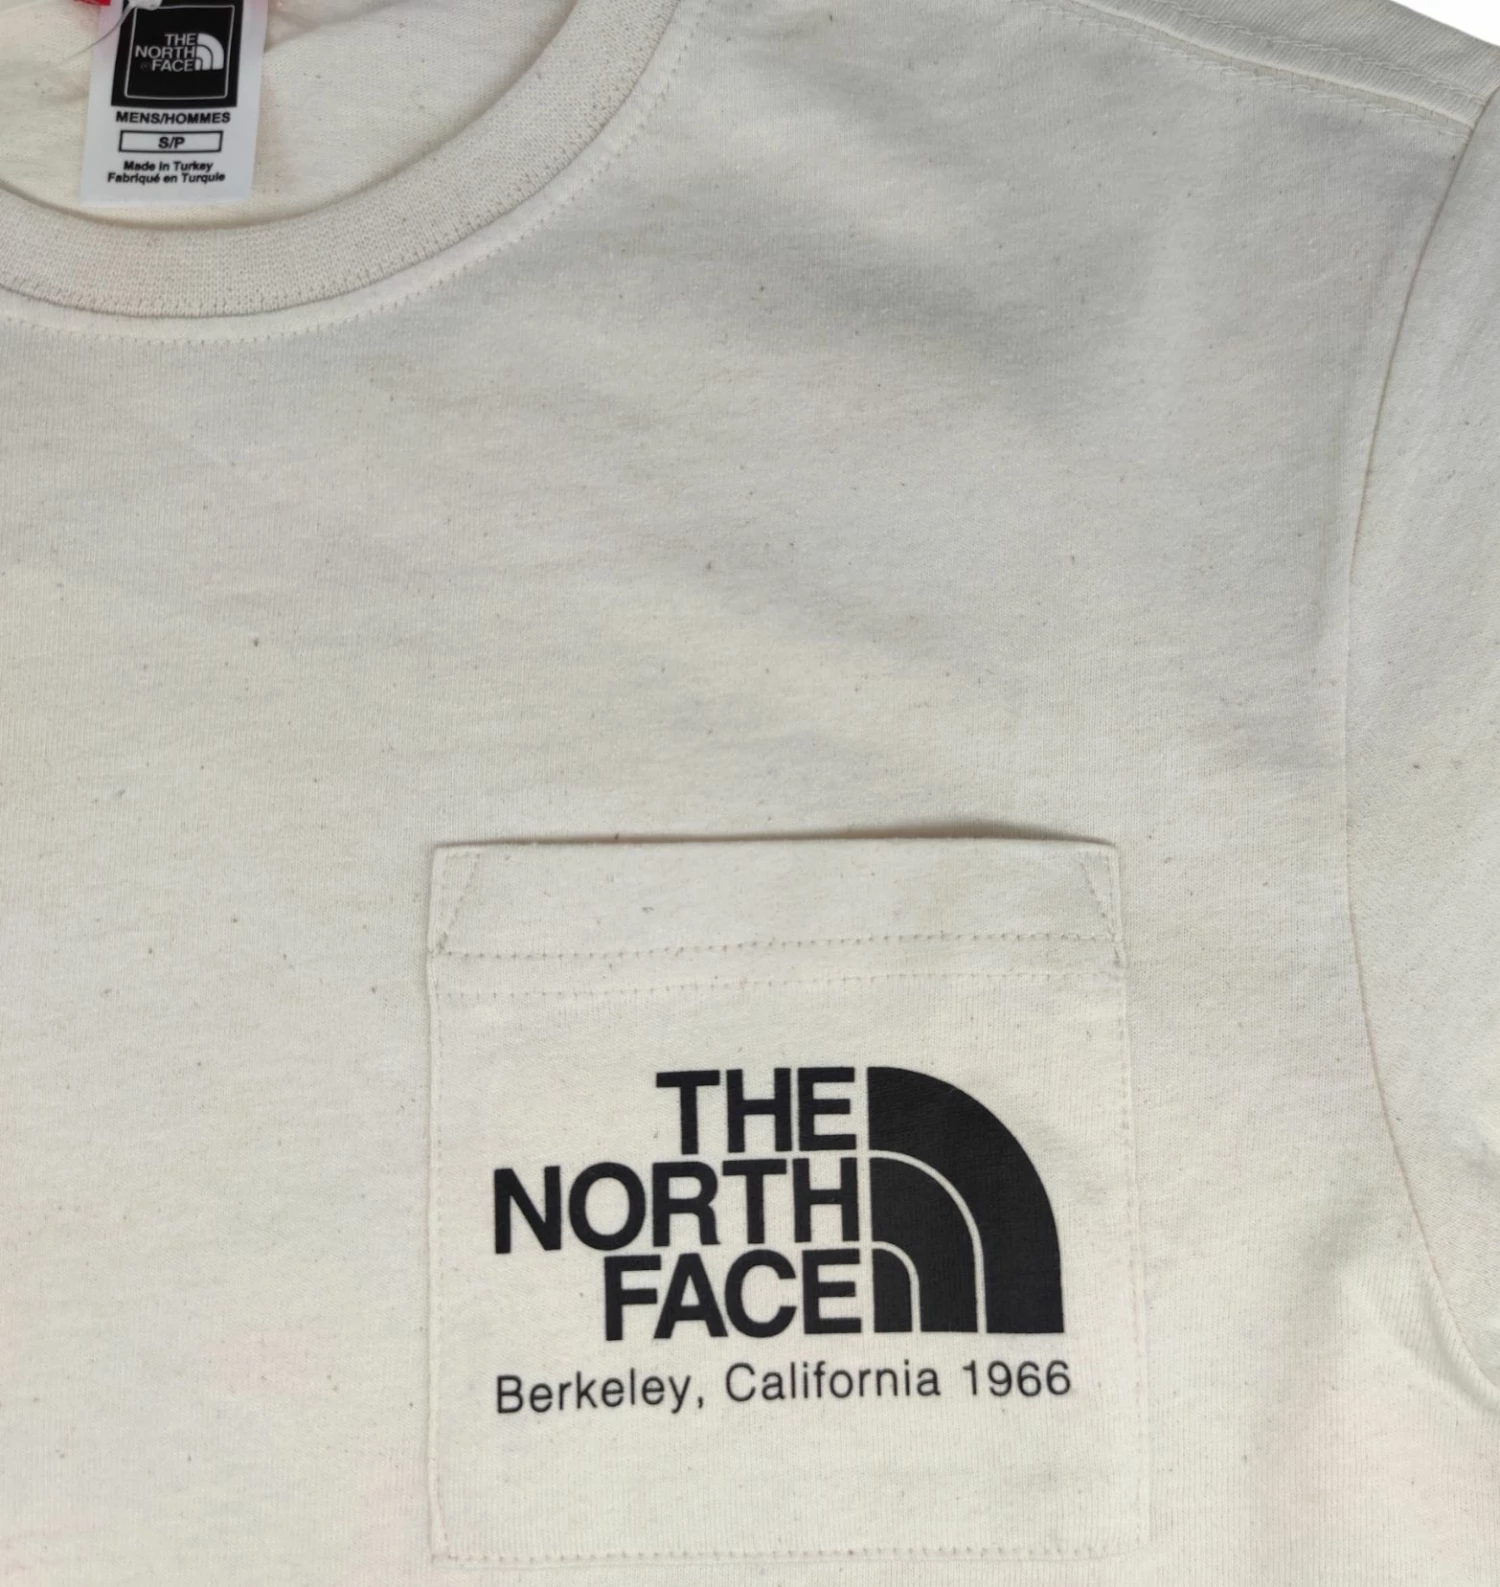 THE
NORTH
FACE
MENS/HOMMES
S/P
Made in Turkey
Fabriqué en Turquie
THE
NORTH
FACE
Berkeley, California 1966